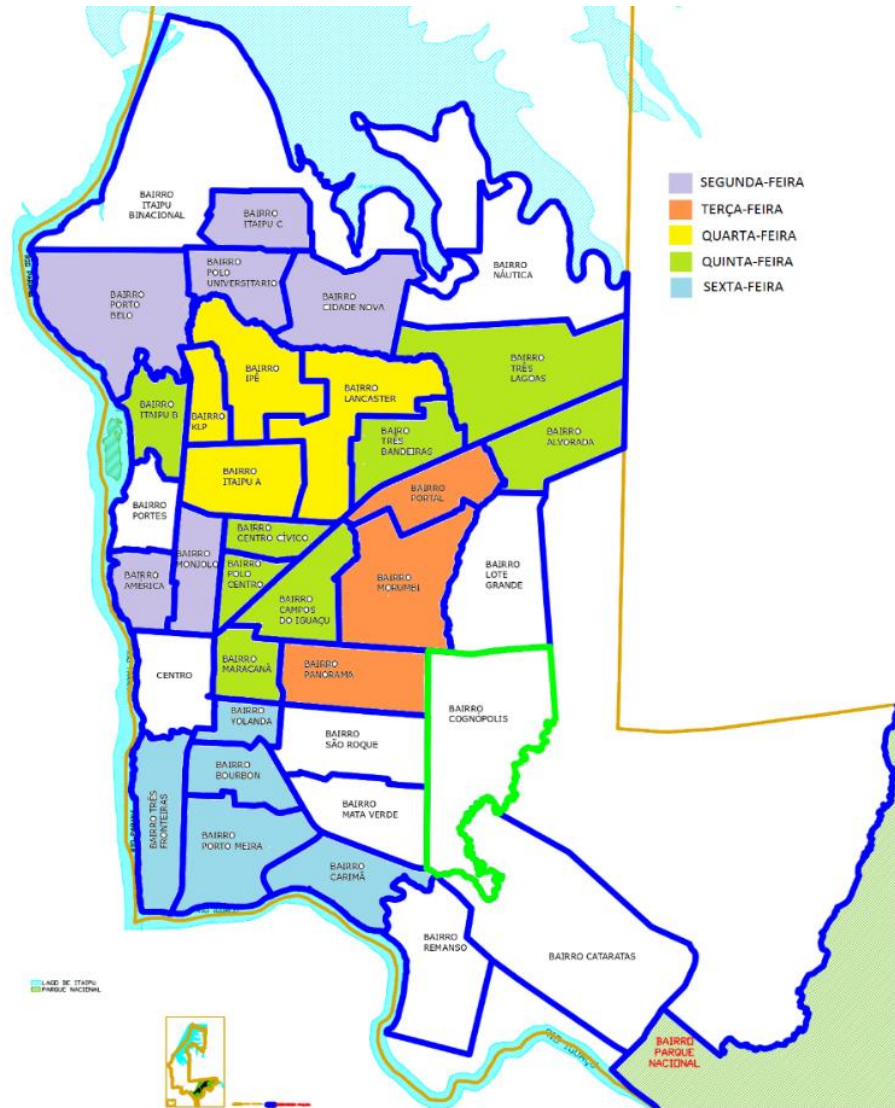 SEGUNDA-FEIRA
TERÇA-FEIRA
QUARTA-FEIRA
QUINTA-FEIRA
SEXTA-FEIRA
BAIRRO
ITAIPU
BINACIONAL
BAIRRO
ITAIPU C
BAIRRO
POLO
UNIVERSITARIO
BAIRRO
NÁUTICA
BAIRRO
PORTO
BELO
BAIRRO
CIDADE NOVA
BAIRRO
TRÊS
LAGOAS
BAIRRO
IPÊ
BAIRRO
LANCASTER
BAIRRO
ITAIPU B
BAIRRO
KLP
BAIRO
TRÊS
BANDEIRAS
BAIRRO
ALVORADA
BAIRRO
ITAIPU A
BAIRRO
PORTAL
BAIRRO
PORTES
BAIRRO
CENTRO CÍVICO
BAIRRO
MONJOLO
BAIRRO
POLO
CENTRO
BAIRRO
LOTE
GRANDE
BAIRRO
AMÉRICA
BAIRRO
MORUMBI
BAIRRO
CAMPOS
DO IGUAÇU
CENTRO
BAIRRO
MARACANÃ
BAIRRO
PANORAMA
BAIRRO
COGNÓPOLIS
BAIRRO
YOLANDA
BAIRRO
SÃO ROQUE
BAIRRO
BOURBON
BAIRRO TRÊS
FRONTEIRAS
BAIRRO
MATA VERDE
BAIRRO
PORTO MEIRA
BAIRRO
CARIMÃ
BAIRRO
REMANSO
BAIRRO CATARATAS
LAGO DE ITAIPU
PARQUE NACIONAL
RIO IGUAÇU
BAIRRO
PARQUE
NACIONAL